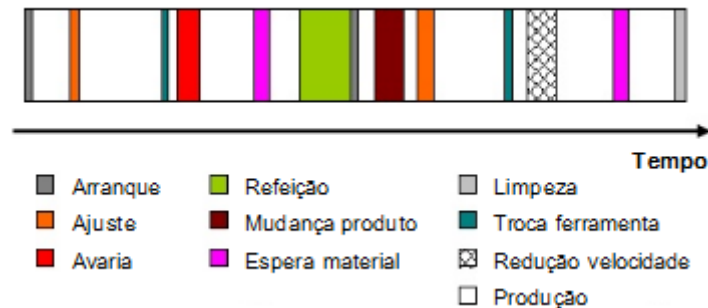 Tempo
Arranque
Refeição
Limpeza
Ajuste
Mudança produto
Troca ferramenta
Avaria
Espera material
Redução velocidade
Produção